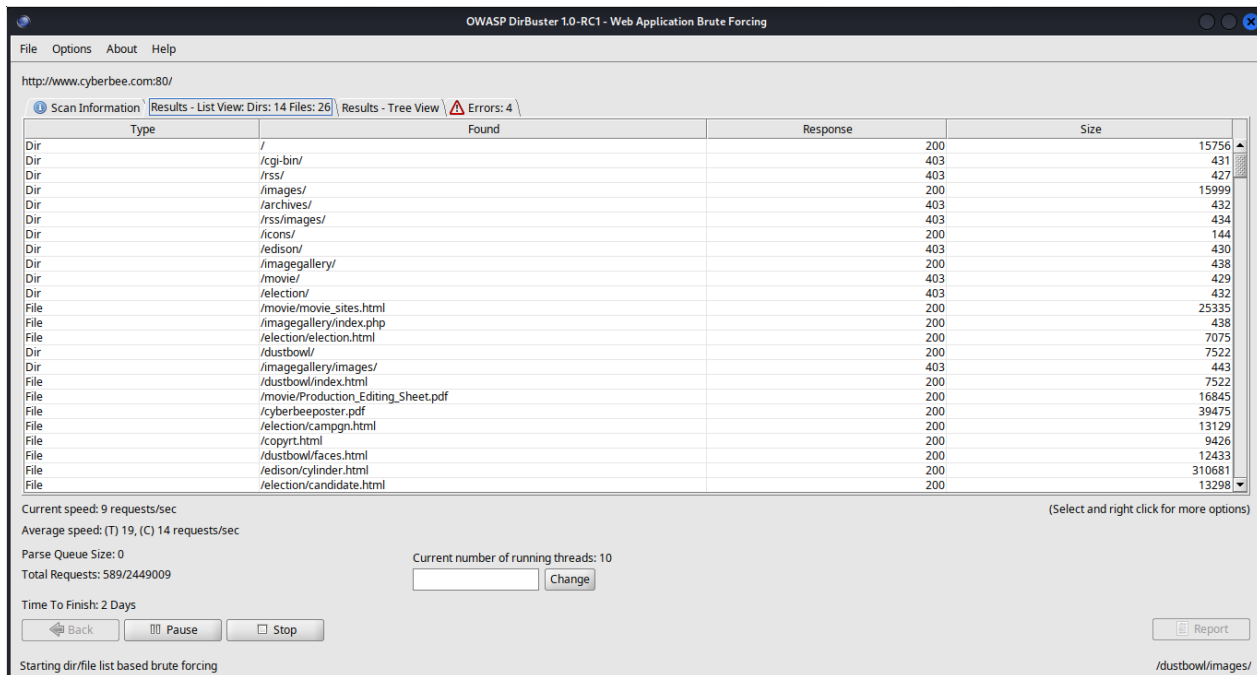 OWASP DirBuster 1.0-RC1 - Web Application Brute Forcing
File Options About Help
http://www.cyberbee.com:80/
Scan Information Results - List View: Dirs: 14 Files: 26 Results - Tree View Errors: 4
Type Found Response Size
Dir / 200 15756
Dir /cgi-bin/ 403 431
Dir /rss/ 403 427
Dir /images/ 200 15999
Dir /archives/ 403 432
Dir /rss/images/ 403 434
Dir /icons/ 200 144
Dir /edison/ 403 430
Dir /imagegallery/ 200 438
Dir /movie/ 403 429
Dir /election/ 403 432
File /movie/movie_sites.html 200 25335
File /imagegallery/index.php 200 438
File /election/election.html 200 7075
Dir /dustbowl/ 200 7522
Dir /imagegallery/images/ 403 443
File /dustbowl/index.html 200 7522
File /movie/Production_Editing_Sheet.pdf 200 16845
File /cyberbeeposter.pdf 200 39475
File /election/campgn.html 200 13129
File /copyrt.html 200 9426
File /dustbowl/faces.html 200 12433
File /edison/cylinder.html 200 310681
File /election/candidate.html 200 13298
Current speed: 9 requests/sec (Select and right click for more options)
Average speed: (T) 19, (C) 14 requests/sec
Parse Queue Size: 0 Current number of running threads: 10
Total Requests: 589/2449009 Change
Time To Finish: 2 Days
Back Pause Stop Report
Starting dir/file list based brute forcing /dustbowl/images/